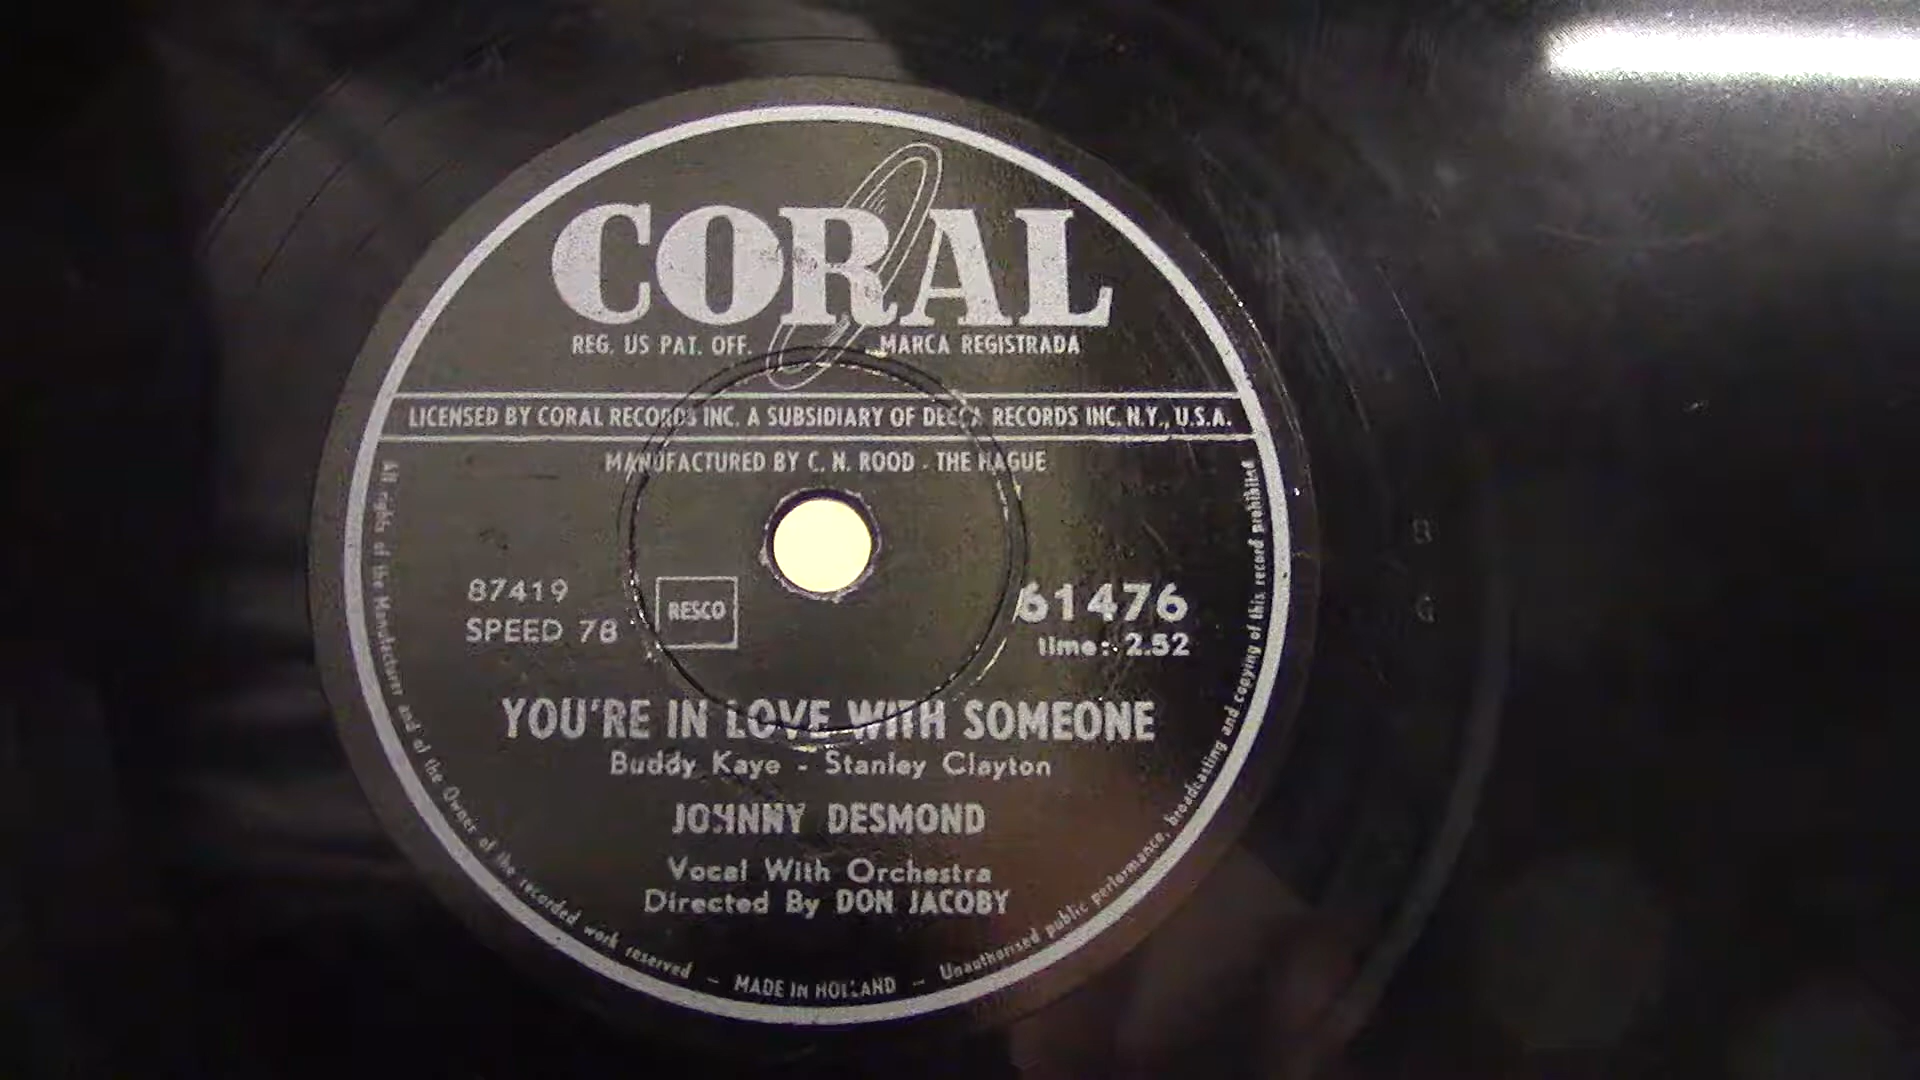 CORAL
REG. US PAT. OFF. MARCA REGISTRADA
LICENSED BY CORAL RECORDS INC. A SUBSIDIARY OF DECCA RECORDS INC. N.Y., U.S.A.
MANUFACTURED BY C. N. ROOD - THE HAGUE
87419
SPEED 78
RESCO
61476
time: 2.52
YOU'RE IN LOVE WITH SOMEONE
Buddy Kaye - Stanley Clayton
JOHNNY DESMOND
Vocal With Orchestra
Directed By DON JACOBY
All rights of the Manufacturer and of the Owner of the recorded work reserved - MADE IN HOLLAND - Unauthorised public performance, broadcasting and copying of this record prohibited